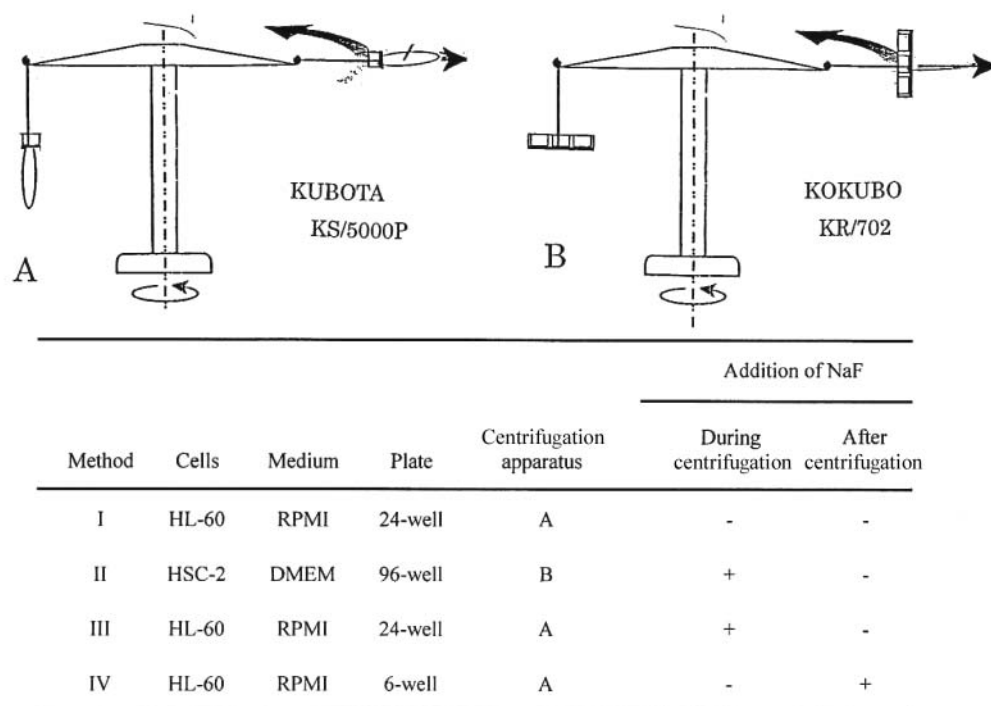 KUBOTA
KS/5000P
A
KOKUBO
KR/702
B
Addition of NaF
Method Cells Medium Plate Centrifugation apparatus During centrifugation After centrifugation
I HL-60 RPMI 24-well A - -
II HSC-2 DMEM 96-well B + -
III HL-60 RPMI 24-well A + -
IV HL-60 RPMI 6-well A - +